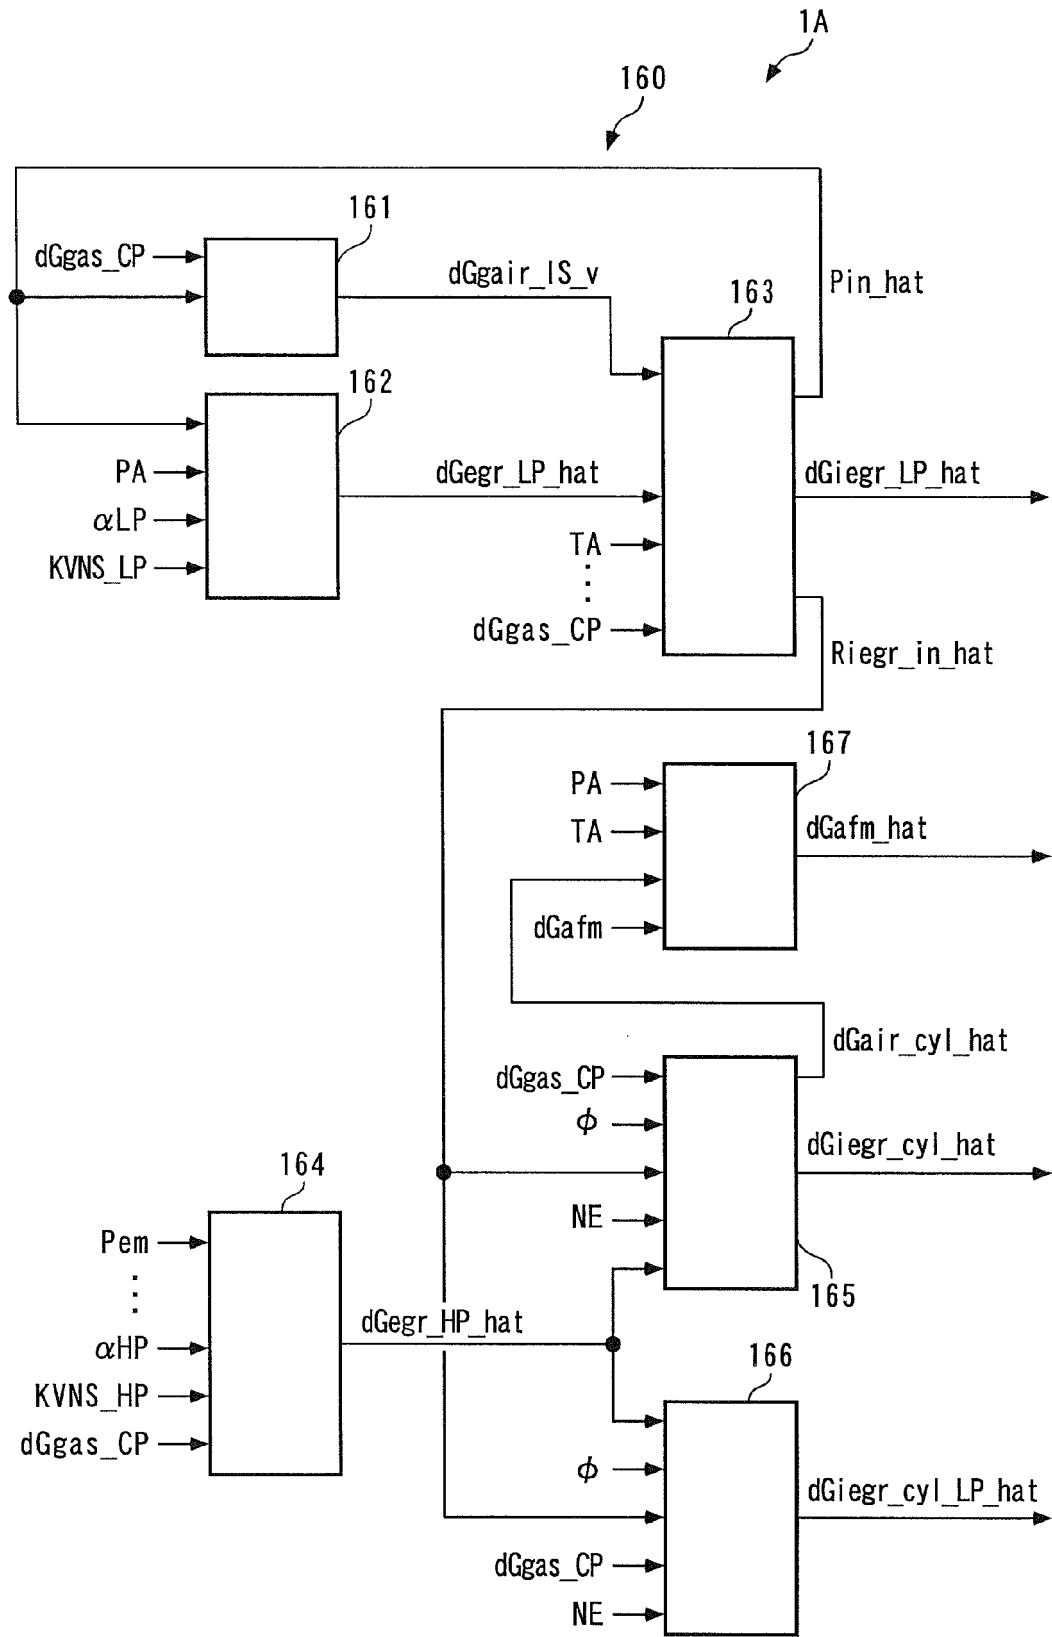 1A
160
161
dGgas_CP
dGgair_IS_v
Pin_hat
163
162
PA
αLP
KVNS_LP
dGegr_LP_hat
dGiegr_LP_hat
TA
dGgas_CP
Riegr_in_hat
167
PA
TA
dGafm_hat
dGafm
dGair_cyl_hat
dGgas_CP
φ
dGiegr_cyl_hat
164
NE
Pem
165
dGegr_HP_hat
αHP
166
KVNS_HP
dGgas_CP
φ
dGiegr_cyl_LP_hat
dGgas_CP
NE